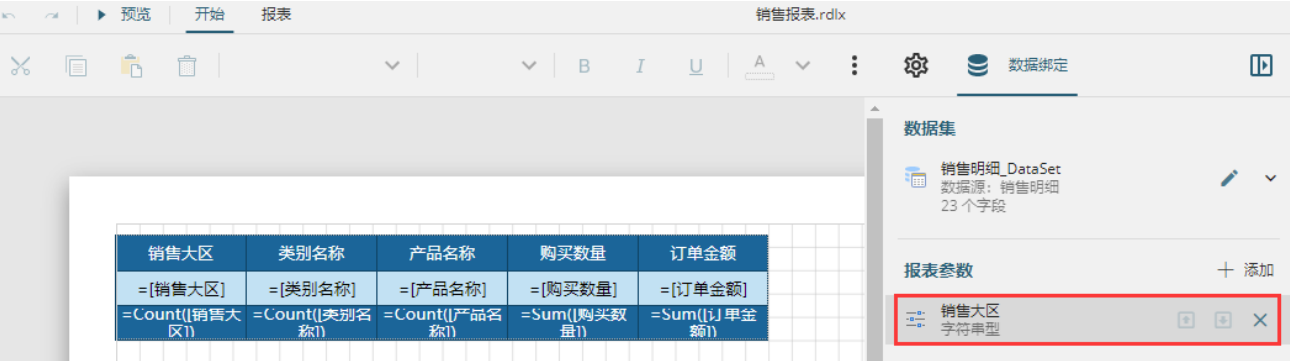 预览 开始 报表 销售报表.rdlx
B I U A 数据绑定
数据集
销售明细_DataSet
数据源：销售明细
23 个字段
销售大区 类别名称 产品名称 购买数量 订单金额
=[销售大区] =[类别名称] =[产品名称] =[购买数量] =[订单金额]
=Count([销售大 =Count([类别名 =Count([产品名 =Sum([购买数 =Sum([订单金
区]) 称]) 称]) 量]) 额])
报表参数 添加
销售大区
字符串型